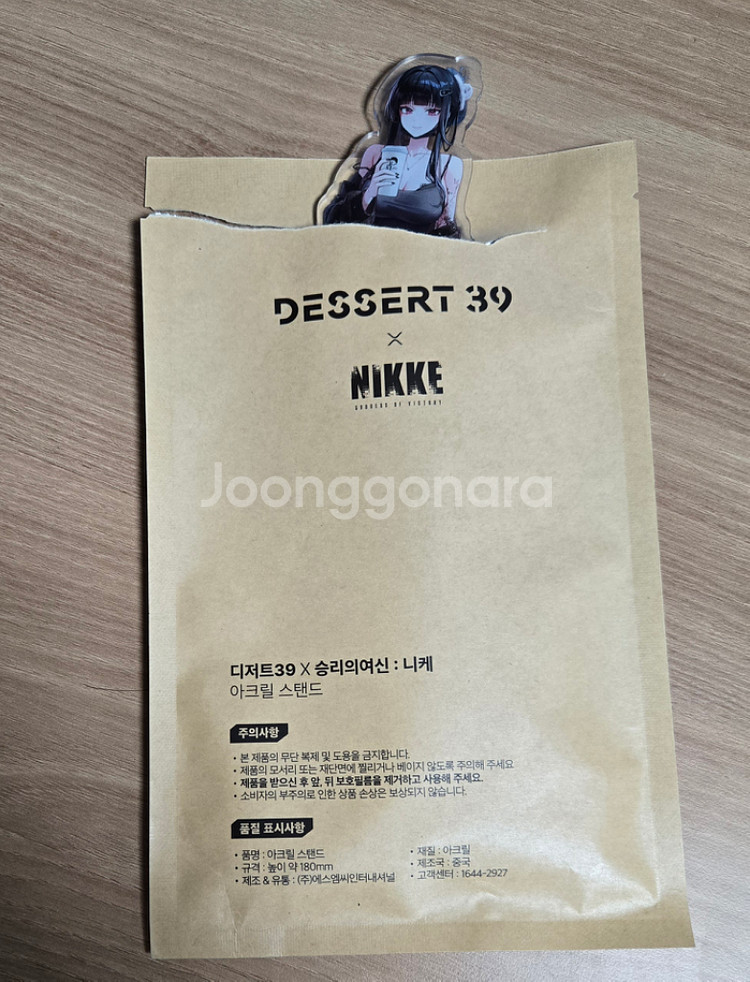 DESSERT 39
×
NIKKE
GODDESS OF VICTORY
Joonggonara
디저트39 X 승리의여신 : 니케
아크릴 스탠드
주의사항
• 본 제품의 무단 복제 및 도용을 금지합니다.
• 제품의 모서리 또는 재단면에 찔리거나 베이지 않도록 주의해 주세요
• 제품을 받으신 후 앞, 뒤 보호필름을 제거하고 사용해 주세요.
• 소비자의 부주의로 인한 상품 손상은 보상되지 않습니다.
품질 표시사항
• 품명 : 아크릴 스탠드
• 규격 : 높이 약 180mm
• 제조 & 유통 : (주)에스엠씨인터내셔널
• 재질 : 아크릴
• 제조국 : 중국
• 고객센터 : 1644-2927